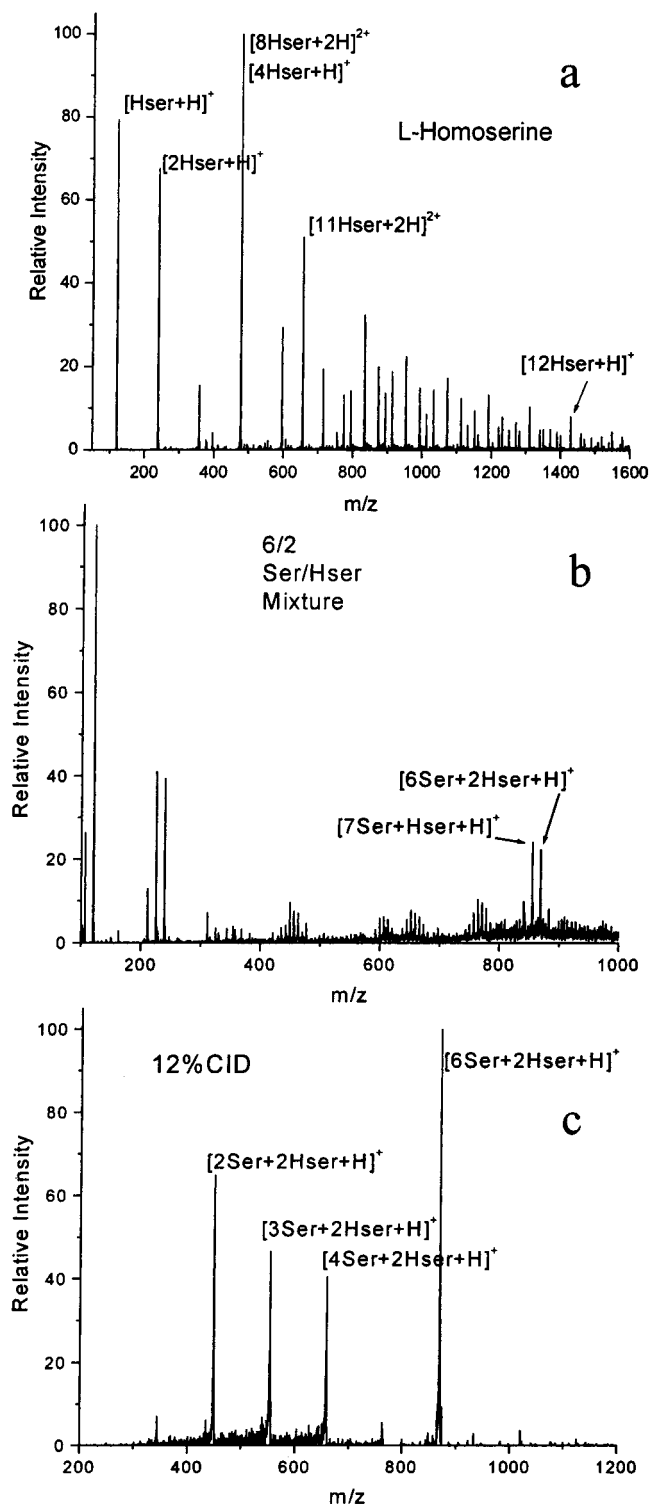 100
80
60
40
20
0
Relative Intensity
[8Hser+2H]2+
[4Hser+H]+
a
[Hser+H]+
L-Homoserine
[2Hser+H]+
[11Hser+2H]2+
[12Hser+H]+
200 400 600 800 1000 1200 1400 1600
m/z
100
80
60
40
20
0
Relative Intensity
6/2
Ser/Hser
Mixture
b
[6Ser+2Hser+H]+
[7Ser+Hser+H]+
200 400 600 800 1000
m/z
100
80
60
40
20
0
Relative Intensity
12%CID
[6Ser+2Hser+H]+
c
[2Ser+2Hser+H]+
[3Ser+2Hser+H]+
[4Ser+2Hser+H]+
200 400 600 800 1000 1200
m/z